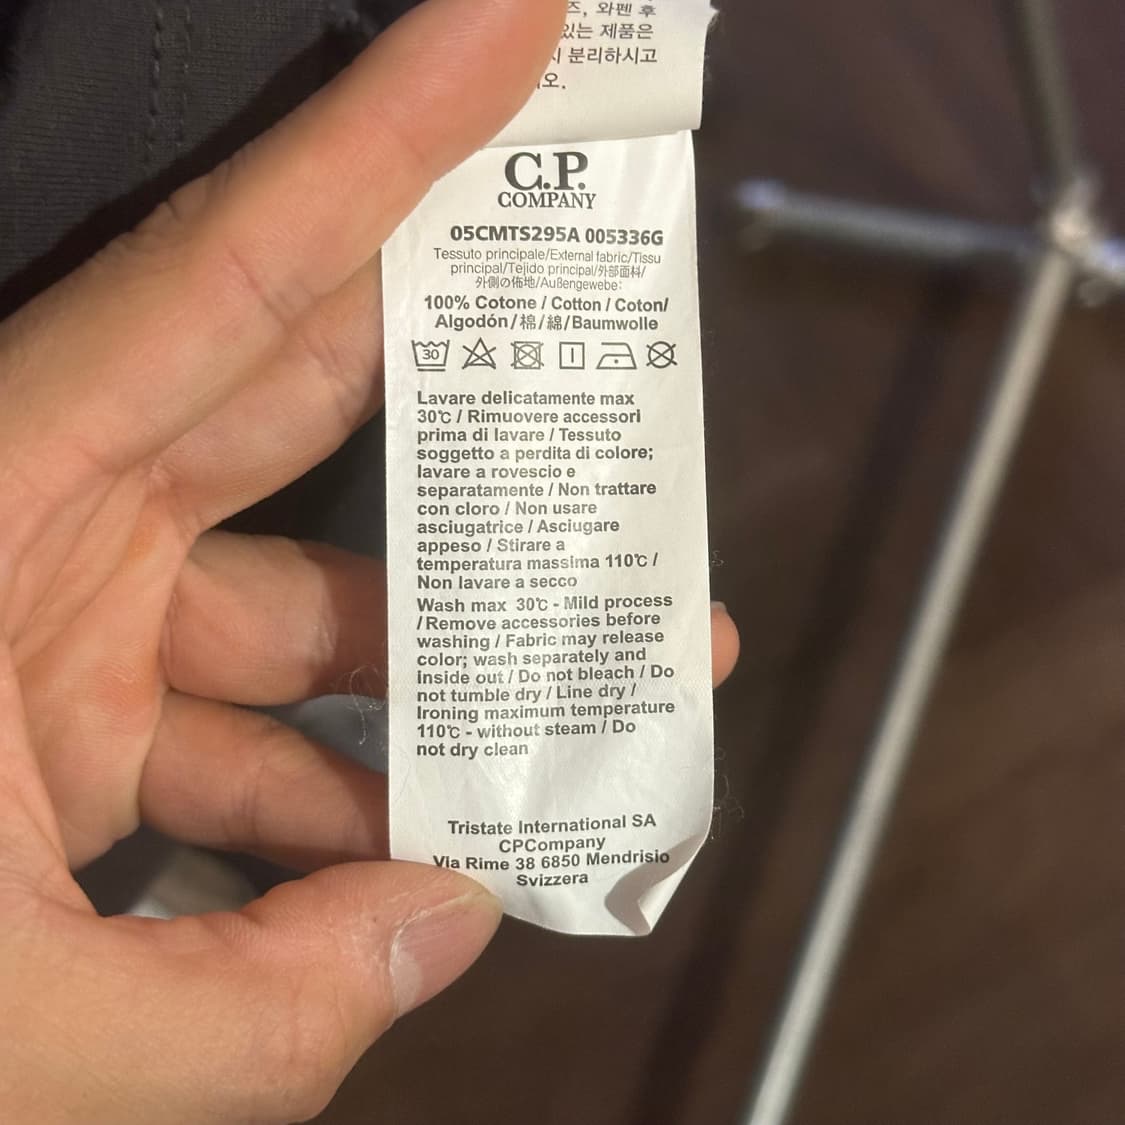 즈, 와펜 후
있는 제품은
시 분리하시고
오.
C.P.
COMPANY
05CMTS295A 005336G
Tessuto principale/External fabric/Tissu
principal/Tejido principal/外部面料/
外側の佈地/Außengewebe:
100% Cotone / Cotton / Coton/
Algodón/棉/綿/Baumwolle
30
Lavare delicatamente max
30℃ / Rimuovere accessori
prima di lavare / Tessuto
soggetto a perdita di colore;
lavare a rovescio e
separatamente / Non trattare
con cloro / Non usare
asciugatrice / Asciugare
appeso / Stirare a
temperatura massima 110℃ /
Non lavare a secco
Wash max 30℃ - Mild process
/ Remove accessories before
washing / Fabric may release
color; wash separately and
inside out / Do not bleach / Do
not tumble dry / Line dry /
Ironing maximum temperature
110℃ - without steam / Do
not dry clean
Tristate International SA
CPCompany
Via Rime 38 6850 Mendrisio
Svizzera